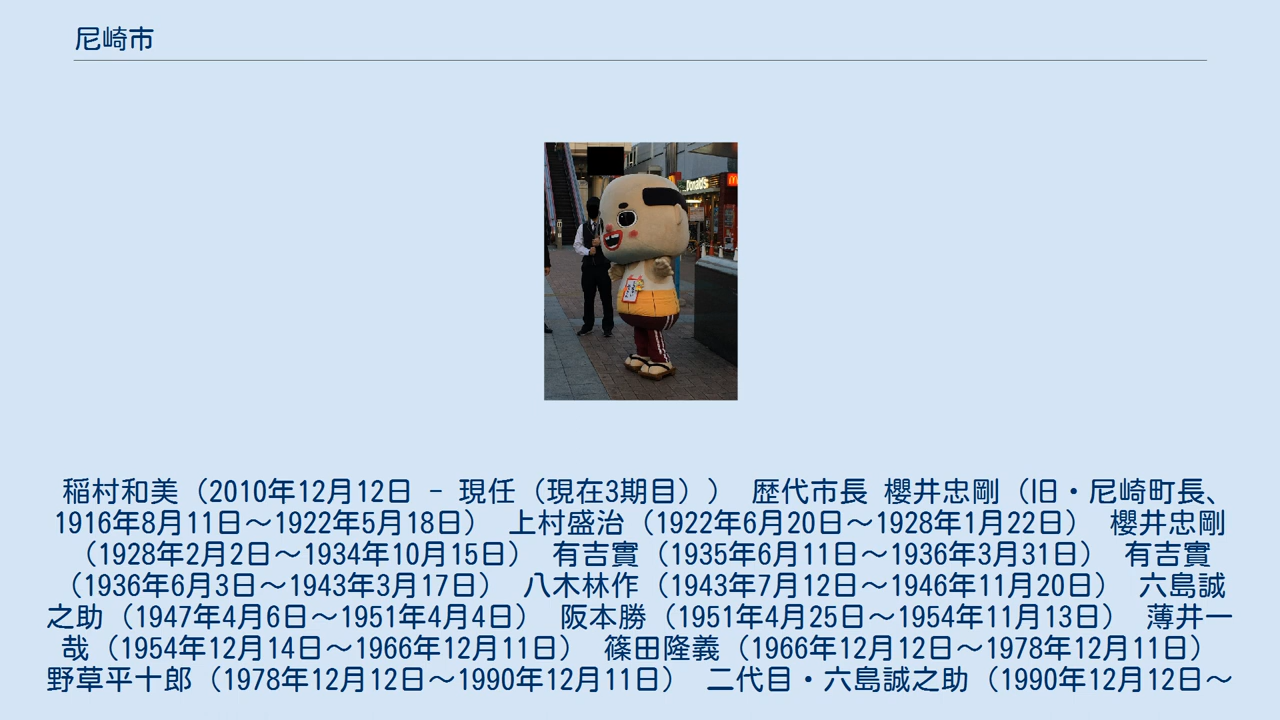 尼崎市
Donald's
稲村和美（2010年12月12日 - 現任（現在3期目）） 歴代市長 櫻井忠剛（旧・尼崎町長、
1916年8月11日～1922年5月18日） 上村盛治（1922年6月20日～1928年1月22日） 櫻井忠剛
（1928年2月2日～1934年10月15日） 有吉實（1935年6月11日～1936年3月31日） 有吉實
（1936年6月3日～1943年3月17日） 八木林作（1943年7月12日～1946年11月20日） 六島誠
之助（1947年4月6日～1951年4月4日） 阪本勝（1951年4月25日～1954年11月13日） 薄井一
哉（1954年12月14日～1966年12月11日） 篠田隆義（1966年12月12日～1978年12月11日）
野草平十郎（1978年12月12日～1990年12月11日） 二代目・六島誠之助（1990年12月12日～